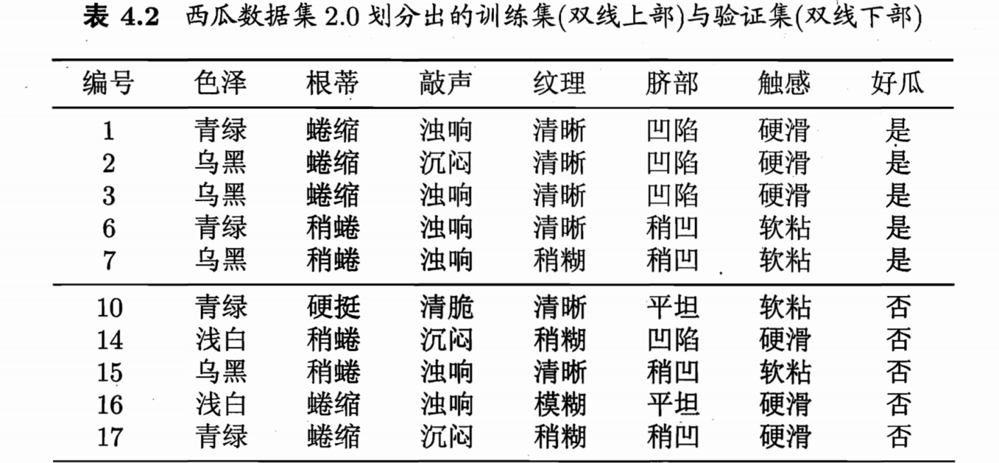 表 4.2 西瓜数据集 2.0 划分出的训练集(双线上部)与验证集(双线下部)
编号 色泽 根蒂 敲声 纹理 脐部 触感 好瓜
1 青绿 蜷缩 浊响 清晰 凹陷 硬滑 是
2 乌黑 蜷缩 沉闷 清晰 凹陷 硬滑 是
3 乌黑 蜷缩 浊响 清晰 凹陷 硬滑 是
6 青绿 稍蜷 浊响 清晰 稍凹 软粘 是
7 乌黑 稍蜷 浊响 稍糊 稍凹 软粘 是
10 青绿 硬挺 清脆 清晰 平坦 软粘 否
14 浅白 稍蜷 沉闷 稍糊 凹陷 硬滑 否
15 乌黑 稍蜷 浊响 清晰 稍凹 软粘 否
16 浅白 蜷缩 浊响 模糊 平坦 硬滑 否
17 青绿 蜷缩 沉闷 稍糊 稍凹 硬滑 否